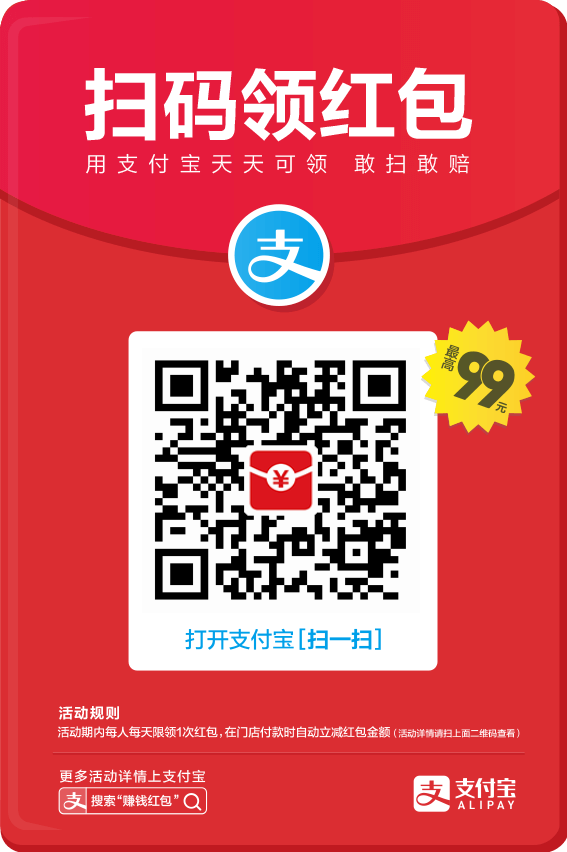 扫码领红包
用支付宝天天可领 敢扫敢赔
支
最高99元
¥
打开支付宝[扫一扫]
活动规则
活动期内每人每天限领1次红包,在门店付款时自动立减红包金额(活动详情请扫上面二维码查看)
更多活动详情上支付宝
支 搜索“赚钱红包”
支 支付宝
ALIPAY